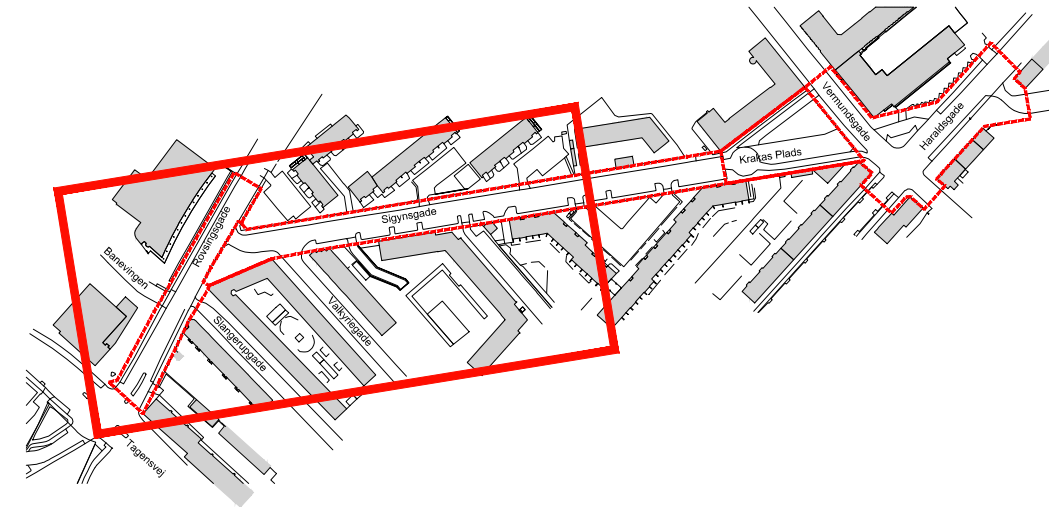 Vermundsgade
Haraldsgade
Krakas Plads
Sigynsgade
Rovsingsgade
Banevingen
Valkyriegade
Slangerupgade
Tagensvej